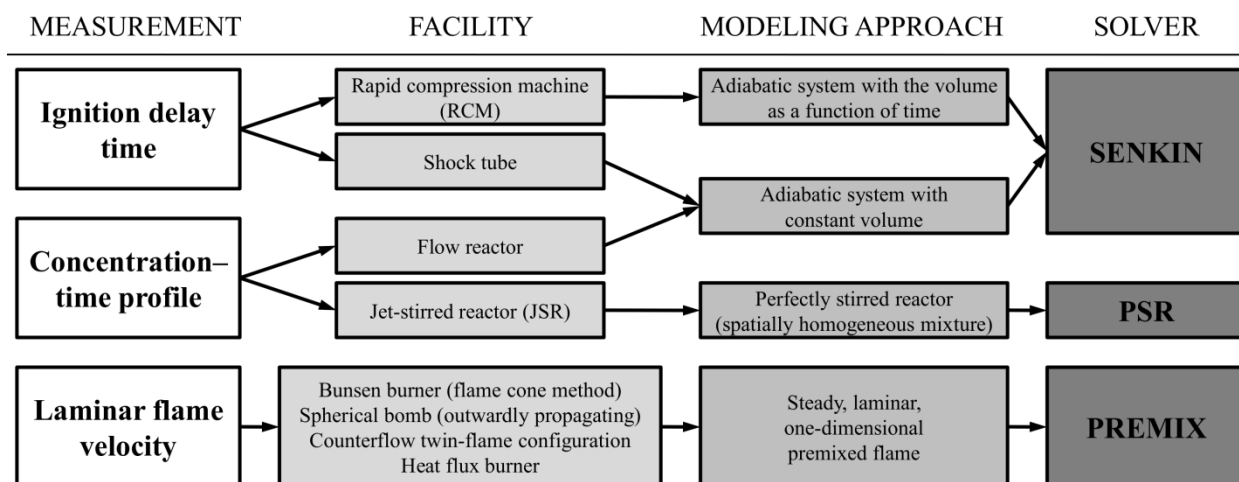 MEASUREMENT
FACILITY
MODELING APPROACH
SOLVER
Ignition delay
time
Rapid compression machine
(RCM)
Adiabatic system with the volume
as a function of time
SENKIN
Shock tube
Adiabatic system with
constant volume
Concentration–
time profile
Flow reactor
Jet-stirred reactor (JSR)
Perfectly stirred reactor
(spatially homogeneous mixture)
PSR
Laminar flame
velocity
Bunsen burner (flame cone method)
Spherical bomb (outwardly propagating)
Counterflow twin-flame configuration
Heat flux burner
Steady, laminar,
one-dimensional
premixed flame
PREMIX